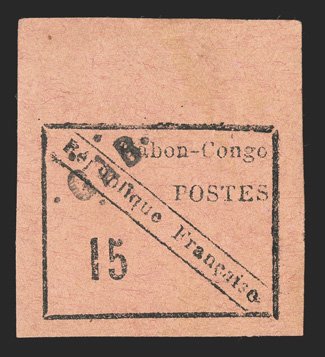 Gabon-Congo
POSTES
République Française
15